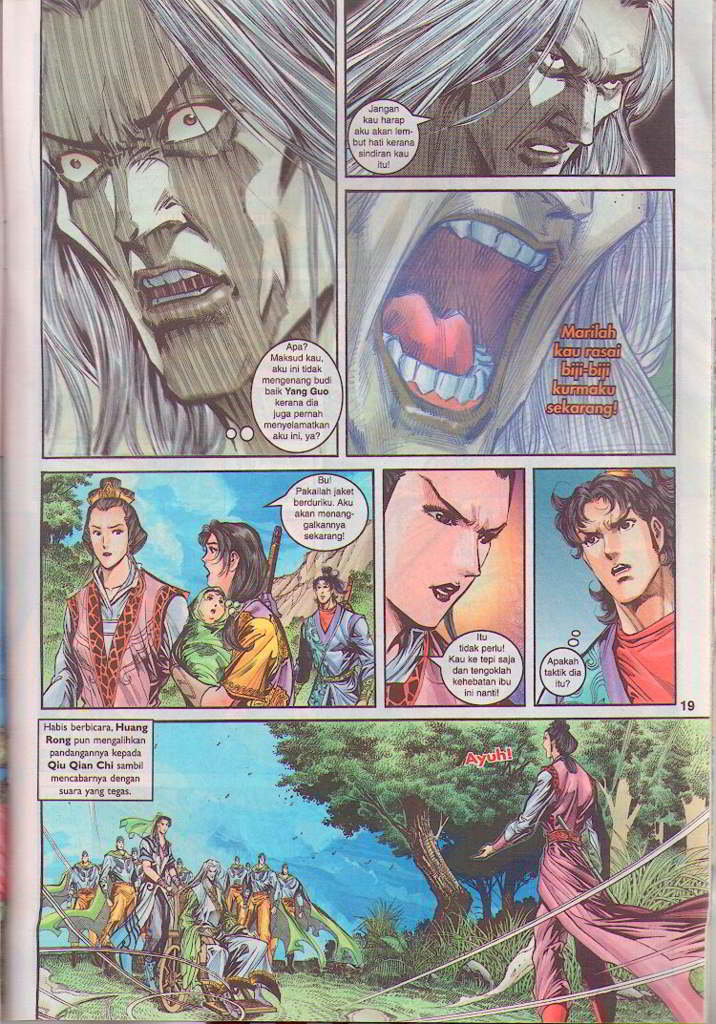 Apa?
Maksud kau,
aku ini tidak
mengenang budi
baik Yang Guo
kerana dia
juga pernah
menyelamatkan
aku ini, ya?
Jangan
kau harap
aku akan lem-
but hati kerana
sindiran kau
itu!
Marilah
kau rasai
biji-biji
kurmaku
sekarang!
Bu!
Pakailah jaket
berduriku. Aku
akan menang-
galkannya
sekarang!
Itu
tidak perlu!
Kau ke tepi saja
dan tengoklah
kehebatan ibu
ini nanti!
Apakah
taktik dia
itu?
19
Habis berbicara, Huang
Rong pun mengalihkan
pandangannya kepada
Qiu Qian Chi sambil
mencabarnya dengan
suara yang tegas.
Ayuh!